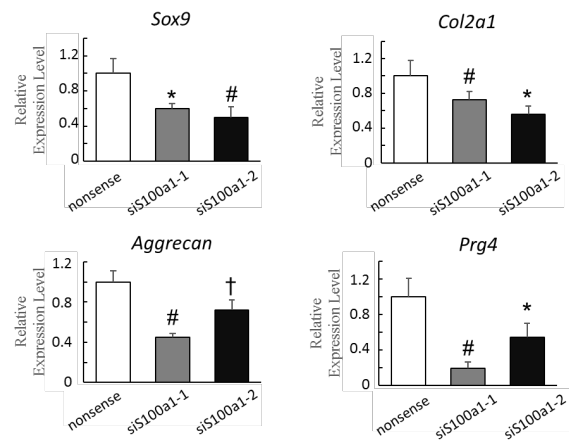 Sox9
Relative
Expression Level
1.2
0.8
0.4
0
*
#
nonsense
siS100a1-1
siS100a1-2
Col2a1
Relative
Expression Level
1.2
0.8
0.4
0
#
*
nonsense
siS100a1-1
siS100a1-2
Aggrecan
Relative
Expression Level
1.2
0.8
0.4
0
#
†
nonsense
siS100a1-1
siS100a1-2
Prg4
Relative
Expression Level
1.2
0.8
0.4
0
#
*
nonsense
siS100a1-1
siS100a1-2